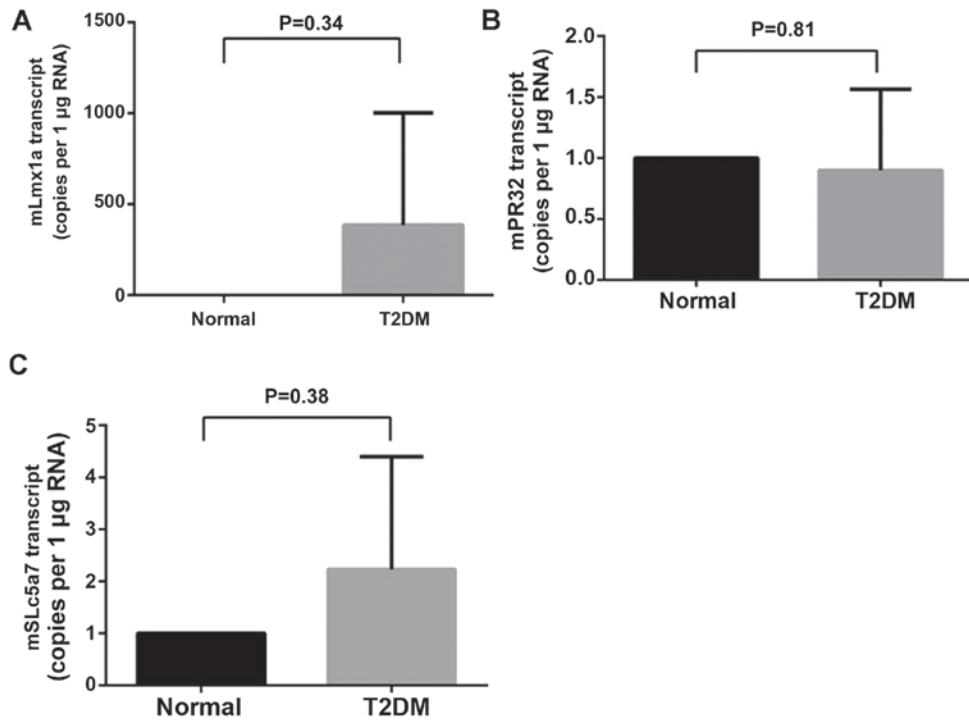 A
P=0.34
mLmx1a transcript
(copies per 1 µg RNA)
1500
1000
500
0
Normal T2DM
B
P=0.81
mPR32 transcript
(copies per 1 µg RNA)
2.0
1.5
1.0
0.5
0.0
Normal T2DM
C
P=0.38
mSLc5a7 transcript
(copies per 1 µg RNA)
5
4
3
2
1
0
Normal T2DM